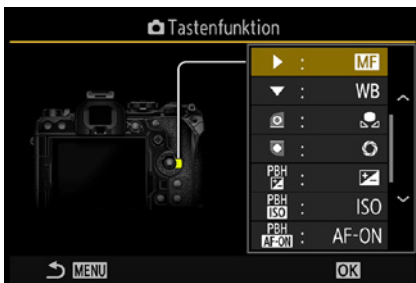 Tastenfunktion
: MF
: WB
:
:
PBH :
PBH ISO : ISO
PBH AF-ON : AF-ON
MENU OK